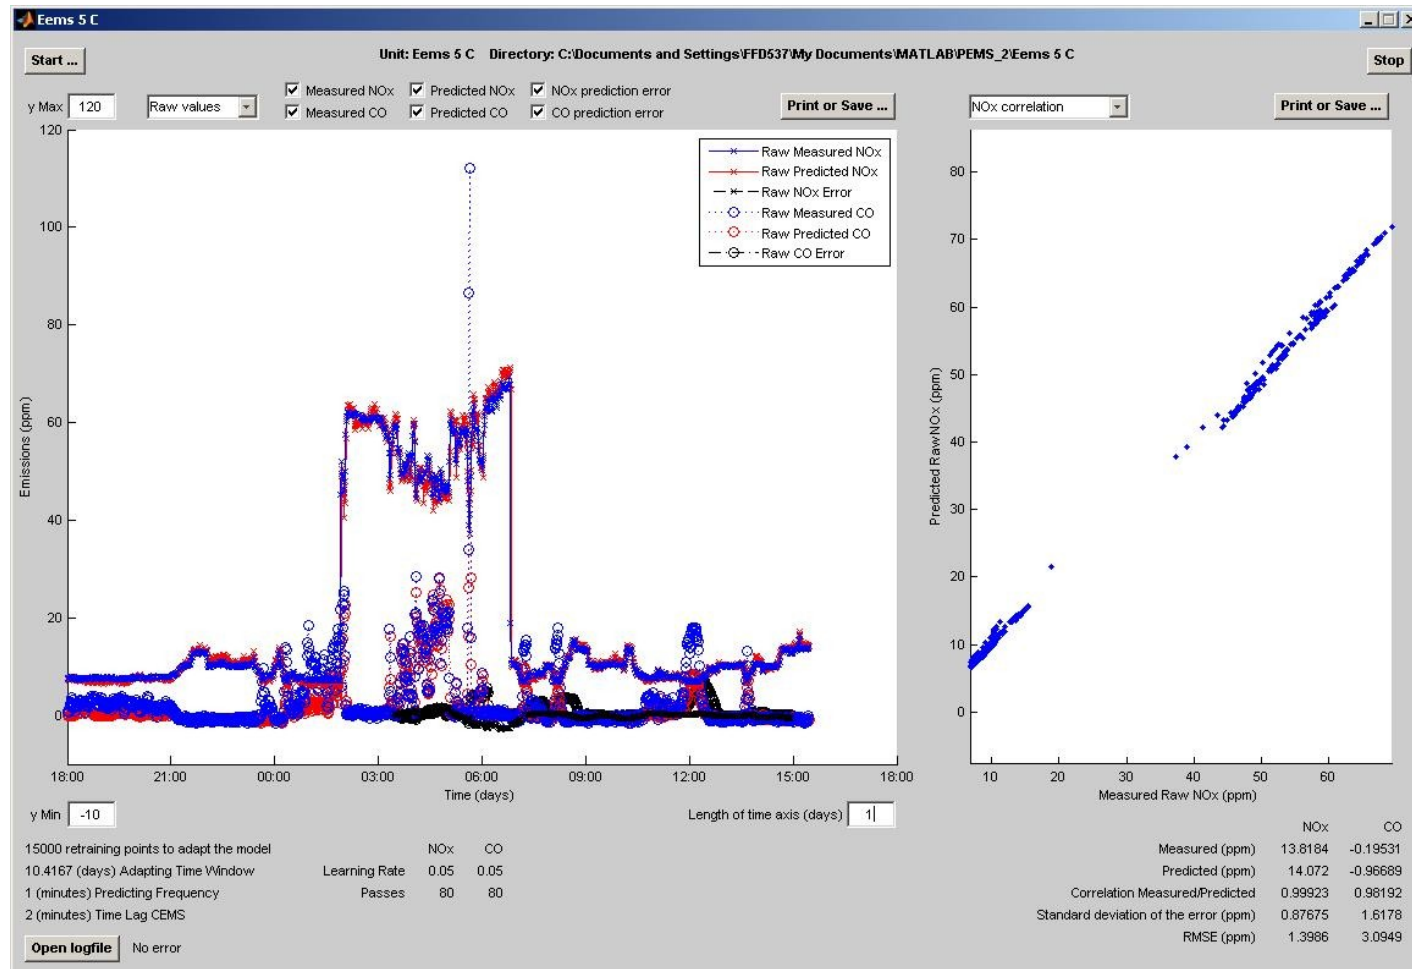 Eems 5 C
Start ...
Unit: Eems 5 C Directory: C:\Documents and Settings\FFD537\My Documents\MATLAB\PEMS_2\Eems 5 C
Stop
y Max 120
Raw values
Measured NOx Predicted NOx NOx prediction error
Measured CO Predicted CO CO prediction error
Print or Save ...
NOx correlation
Print or Save ...
120
100
80
60
40
20
0
Emissions (ppm)
Raw Measured NOx
Raw Predicted NOx
Raw NOx Error
Raw Measured CO
Raw Predicted CO
Raw CO Error
18:00 21:00 00:00 03:00 06:00 09:00 12:00 15:00 18:00
Time (days)
80
70
60
50
40
30
20
10
0
Predicted Raw NOx (ppm)
10 20 30 40 50 60
Measured Raw NOx (ppm)
y Min -10
Length of time axis (days) 1
15000 retraining points to adapt the model
10.4167 (days) Adapting Time Window
1 (minutes) Predicting Frequency
2 (minutes) Time Lag CEMS
NOx CO
Learning Rate 0.05 0.05
Passes 80 80
NOx CO
Measured (ppm) 13.8184 -0.19531
Predicted (ppm) 14.072 -0.96689
Correlation Measured/Predicted 0.99923 0.98192
Standard deviation of the error (ppm) 0.87675 1.6178
RMSE (ppm) 1.3986 3.0949
Open logfile No error